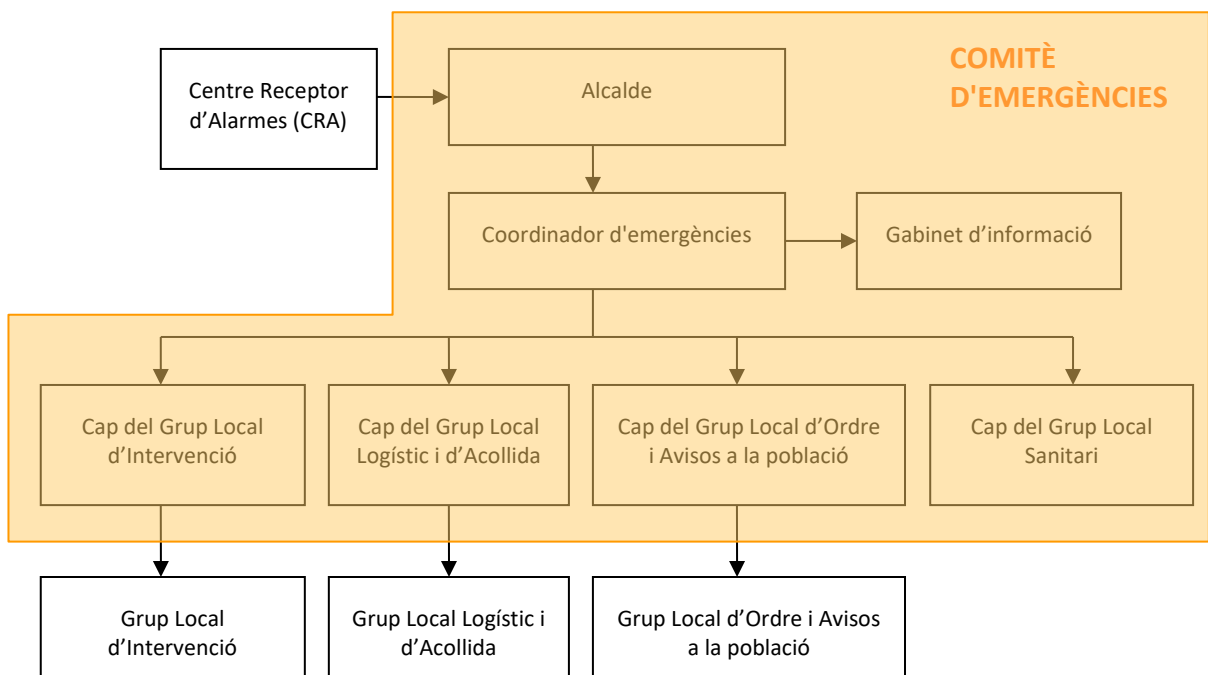 COMITÈ
D'EMERGÈNCIES
Centre Receptor
d’Alarmes (CRA)
Alcalde
Coordinador d'emergències
Gabinet d’informació
Cap del Grup Local
d’Intervenció
Cap del Grup Local
Logístic i d’Acollida
Cap del Grup Local d’Ordre
i Avisos a la població
Cap del Grup Local
Sanitari
Grup Local
d’Intervenció
Grup Local Logístic i
d’Acollida
Grup Local d’Ordre i Avisos
a la població